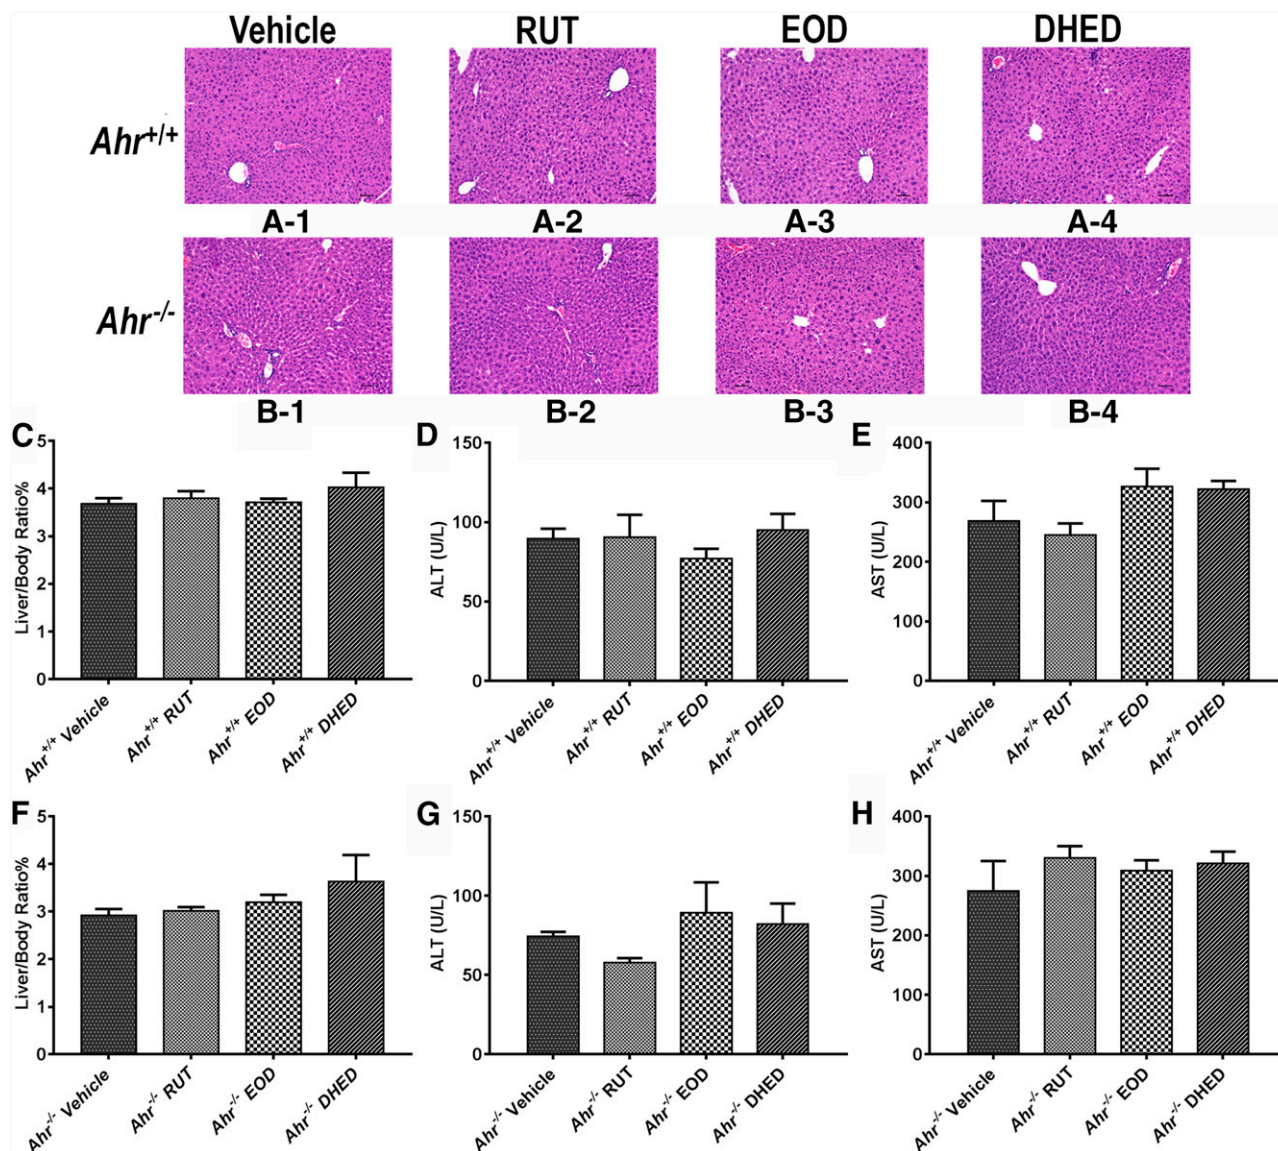 Vehicle RUT EOD DHED
Ahr+/+
A-1 A-2 A-3 A-4
Ahr-/-
B-1 B-2 B-3 B-4
C
5
4
3
2
1
0
Liver/Body Ratio%
Ahr+/+ Vehicle
Ahr+/+ RUT
Ahr+/+ EOD
Ahr+/+ DHED
D
150
100
50
0
ALT (U/L)
Ahr+/+ Vehicle
Ahr+/+ RUT
Ahr+/+ EOD
Ahr+/+ DHED
E
400
300
200
100
0
AST (U/L)
Ahr+/+ Vehicle
Ahr+/+ RUT
Ahr+/+ EOD
Ahr+/+ DHED
F
5
4
3
2
1
0
Liver/Body Ratio%
Ahr-/- Vehicle
Ahr-/- RUT
Ahr-/- EOD
Ahr-/- DHED
G
150
100
50
0
ALT (U/L)
Ahr-/- Vehicle
Ahr-/- RUT
Ahr-/- EOD
Ahr-/- DHED
H
400
300
200
100
0
AST (U/L)
Ahr-/- Vehicle
Ahr-/- RUT
Ahr-/- EOD
Ahr-/- DHED